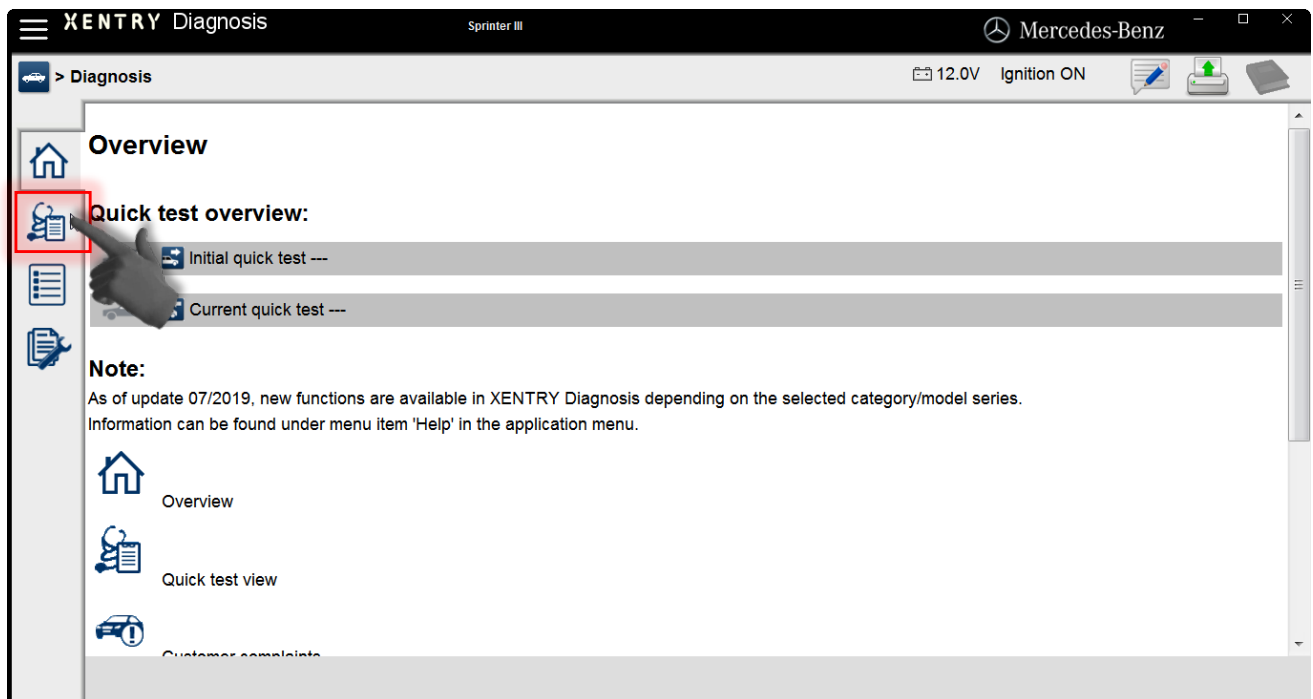 XENTRY Diagnosis
Sprinter III
Mercedes-Benz
> Diagnosis
12.0V
Ignition ON
Overview
Quick test overview:
Initial quick test ---
Current quick test ---
Note:
As of update 07/2019, new functions are available in XENTRY Diagnosis depending on the selected category/model series.
Information can be found under menu item 'Help' in the application menu.
Overview
Quick test view
Customer complaints